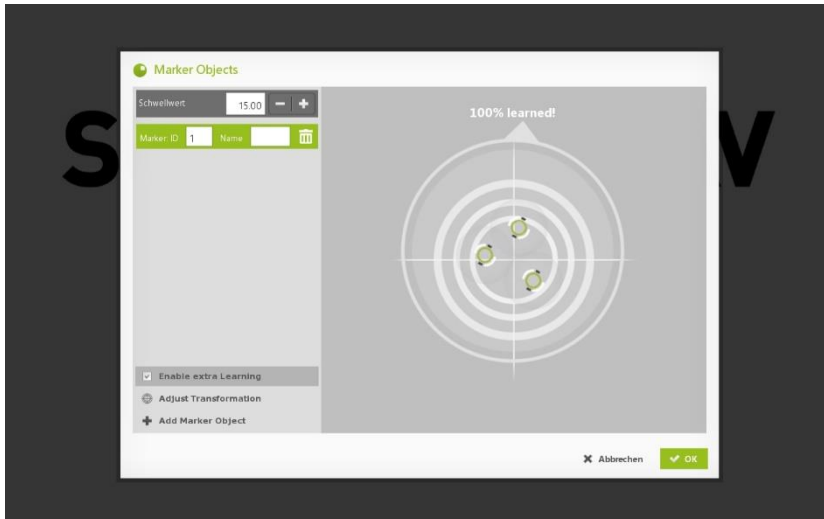 Marker Objects
Schwellwert 15.00
100% learned!
Marker ID 1 Name
S W
Enable extra Learning
Adjust Transformation
Add Marker Object
Abbrechen OK